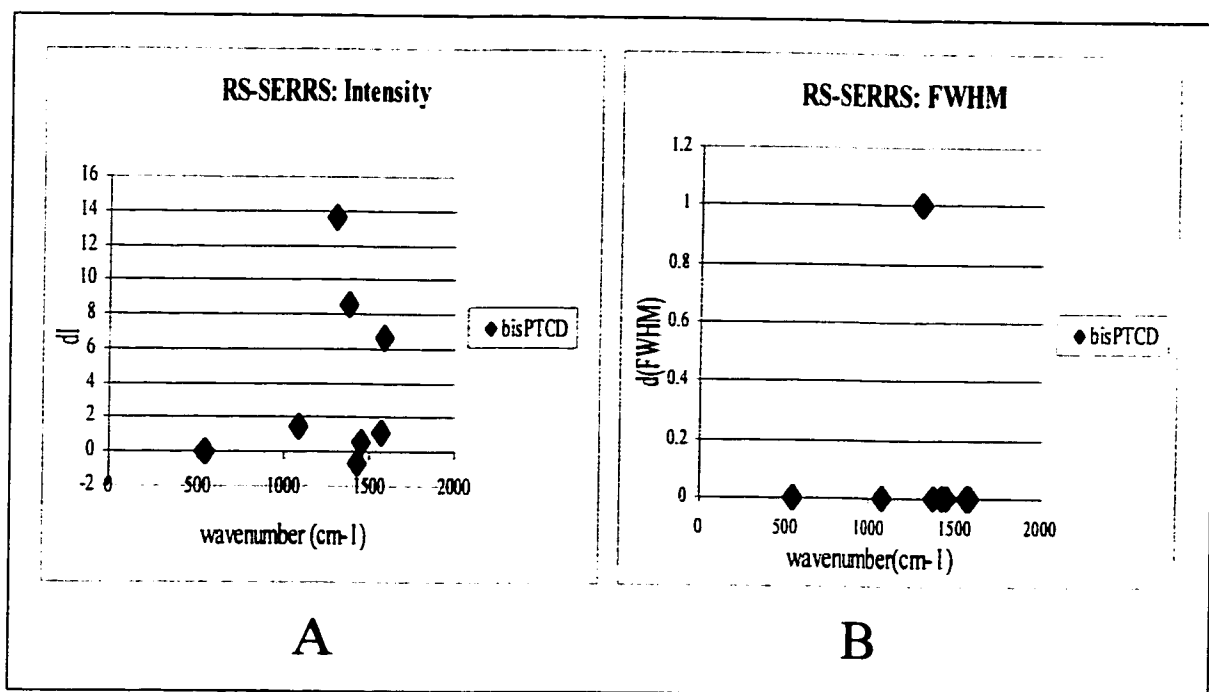 RS-SERRS: Intensity
16
14
12
10
8
6
4
2
0
-2
dI
0 500 1000 1500 2000
wavenumber (cm-1)
bisPTCD
A
RS-SERRS: FWHM
1.2
1
0.8
0.6
0.4
0.2
0
d(FWHM)
0 500 1000 1500 2000
wavenumber(cm-1)
bisPTCD
B